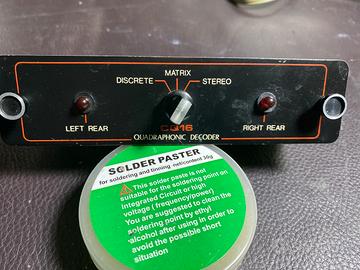 MATRIX
DISCRETE STEREO
LEFT REAR
CQ16
RIGHT REAR
QUADRAPHONIC DECODER
SOLDER PASTER
for soldering and tinning netlcontent 50g
This solder paste is not
suitable for the soldering point on
Integrated Circuit or high
voltage ( frequency/power)
You are suggested to clean the
soldering point by ethyl
alcohol after using in order to
avoid the possible short
situation